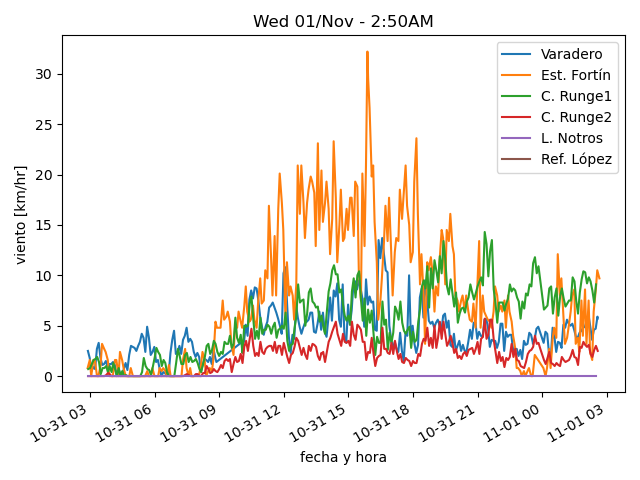 Wed 01/Nov - 2:50AM
Varadero
Est. Fortín
C. Runge1
C. Runge2
L. Notros
Ref. López
viento [km/hr]
30
25
20
15
10
5
0
10-31 03
10-31 06
10-31 09
10-31 12
10-31 15
10-31 18
10-31 21
11-01 00
11-01 03
fecha y hora